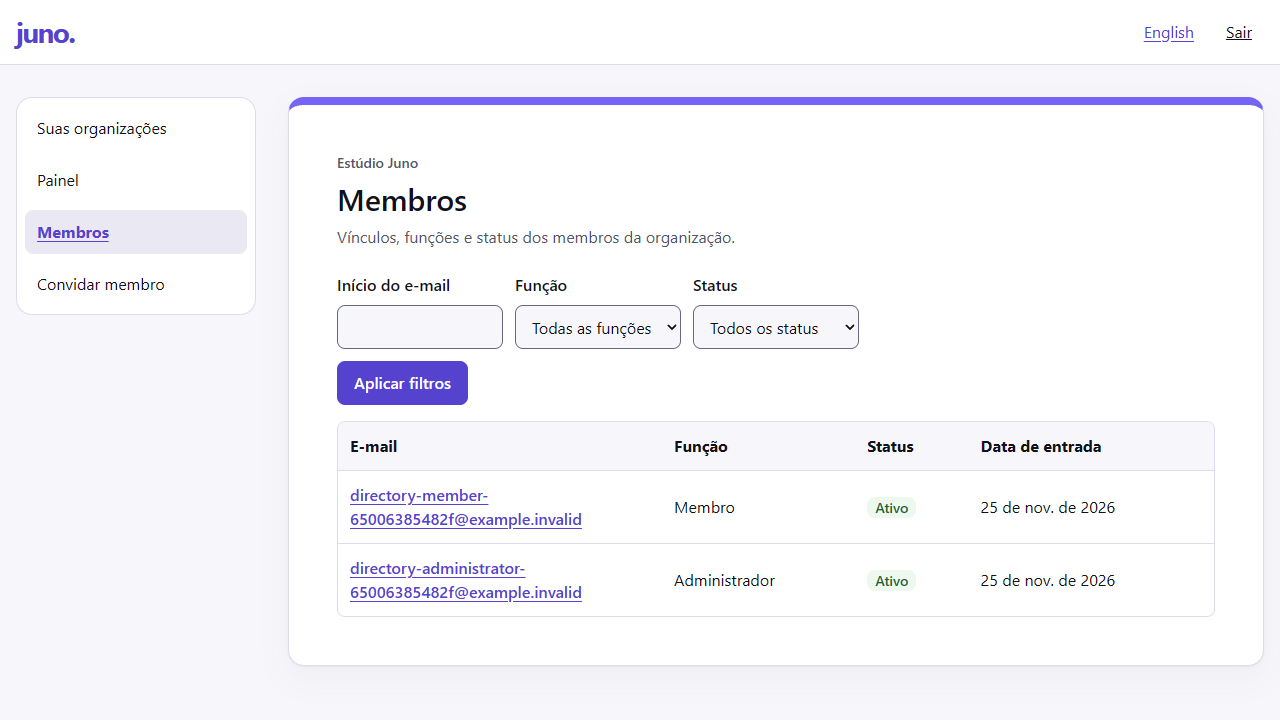 juno.
English
Sair
Suas organizações
Painel
Membros
Convidar membro
Estúdio Juno
Membros
Vínculos, funções e status dos membros da organização.
Início do e-mail
Função
Status
Todas as funções
Todos os status
Aplicar filtros
E-mail
Função
Status
Data de entrada
directory-member-
65006385482f@example.invalid
Membro
Ativo
25 de nov. de 2026
directory-administrator-
65006385482f@example.invalid
Administrador
Ativo
25 de nov. de 2026